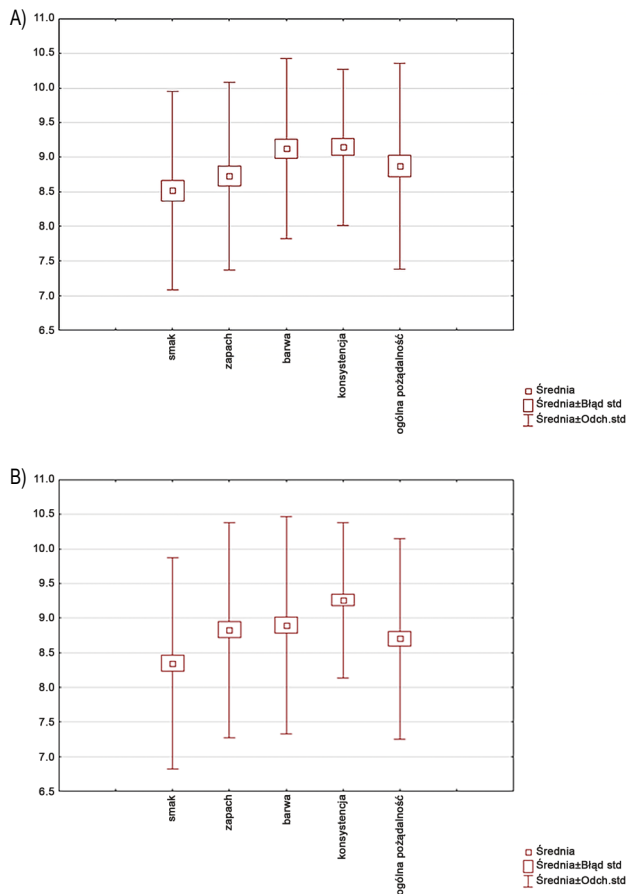 A)
11.0
10.5
10.0
9.5
9.0
8.5
8.0
7.5
7.0
6.5
smak
zapach
barwa
konsystencja
ogólna pożądalność
Średnia
Średnia±Błąd std
Średnia±Odch.std
B)
11.0
10.5
10.0
9.5
9.0
8.5
8.0
7.5
7.0
6.5
smak
zapach
barwa
konsystencja
ogólna pożądalność
Średnia
Średnia±Błąd std
Średnia±Odch.std